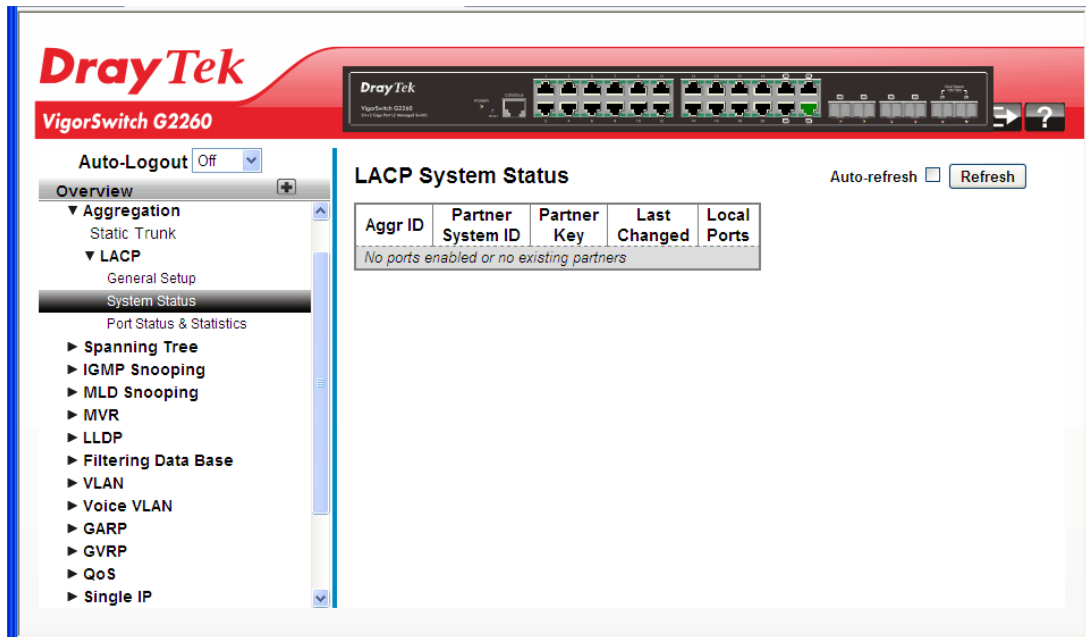 DrayTek
VigorSwitch G2260
DrayTek
VigorSwitch G2260
CONSOLE
POWER
?
Auto-Logout Off
Overview
Aggregation
Static Trunk
LACP
General Setup
System Status
Port Status & Statistics
Spanning Tree
IGMP Snooping
MLD Snooping
MVR
LLDP
Filtering Data Base
VLAN
Voice VLAN
GARP
GVRP
QoS
Single IP
LACP System Status
Auto-refresh Refresh
Aggr ID Partner System ID Partner Key Last Changed Local Ports
No ports enabled or no existing partners